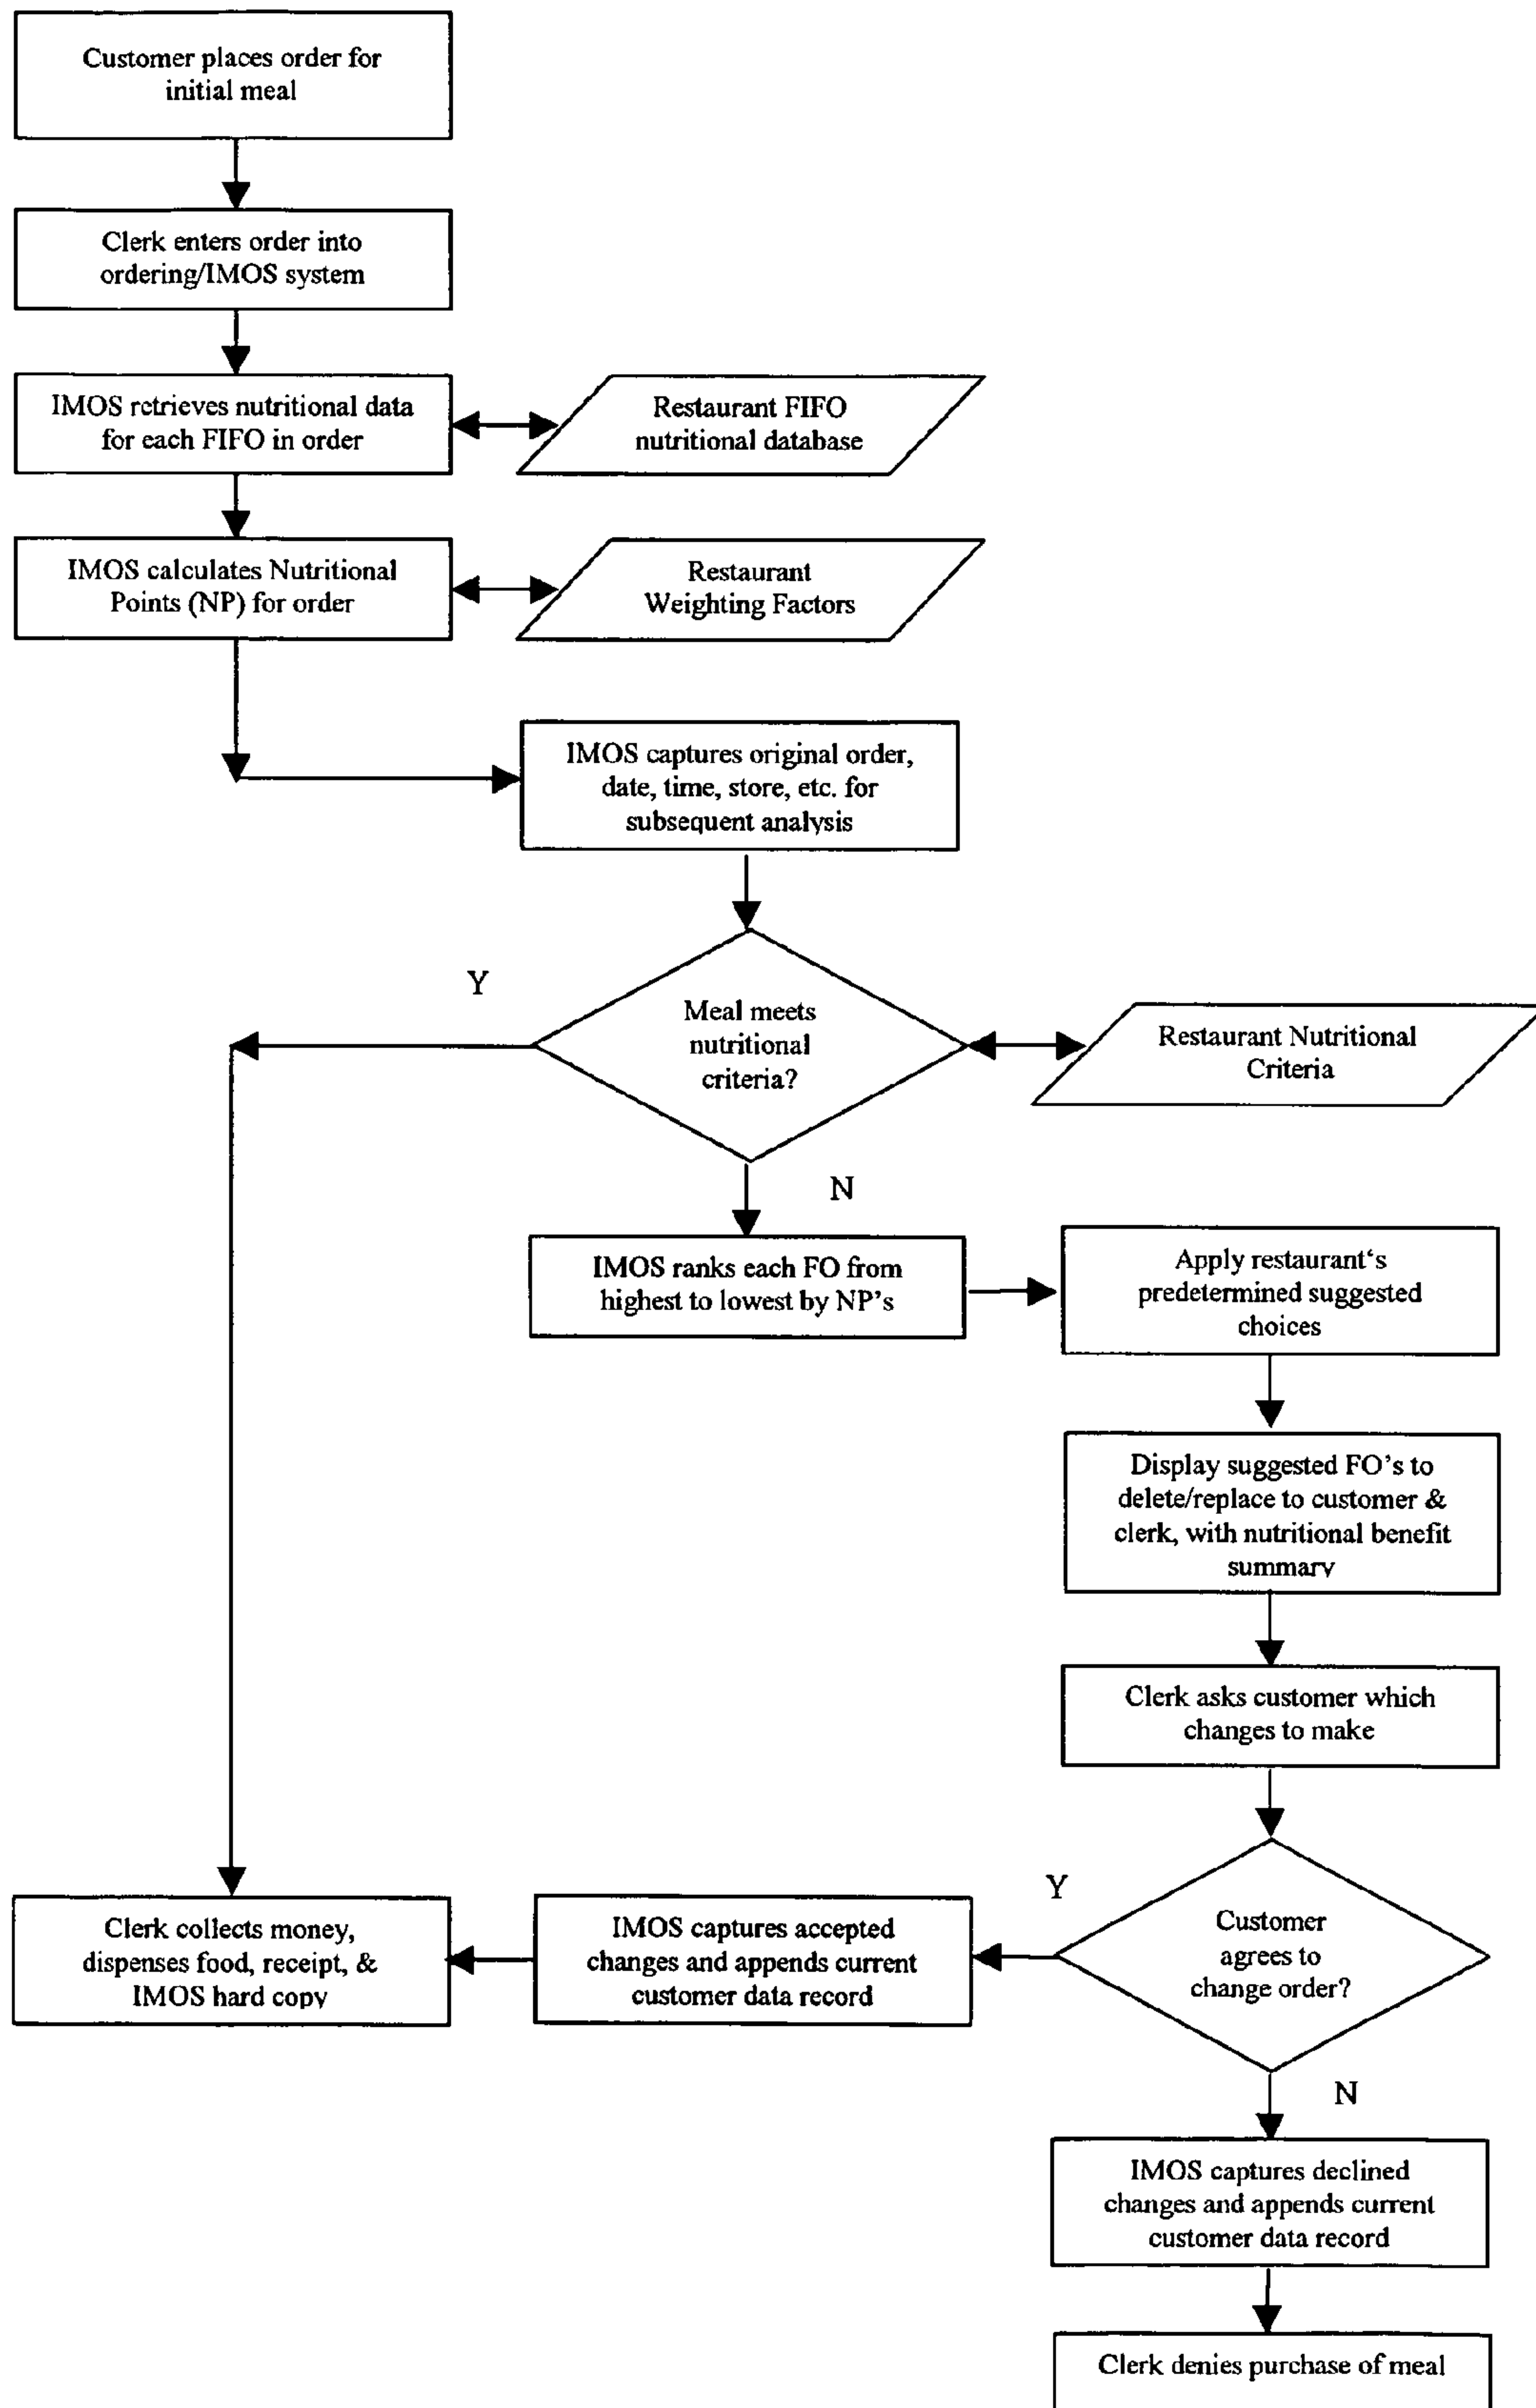 Customer places order for
initial meal
Clerk enters order into
ordering/IMOS system
IMOS retrieves nutritional data
for each FIFO in order
Restaurant FIFO
nutritional database
IMOS calculates Nutritional
Points (NP) for order
Restaurant
Weighting Factors
IMOS captures original order,
date, time, store, etc. for
subsequent analysis
Y
Meal meets
nutritional
criteria?
Restaurant Nutritional
Criteria
N
IMOS ranks each FO from
highest to lowest by NP's
Apply restaurant‘s
predetermined suggested
choices
Display suggested FO's to
delete/replace to customer &
clerk, with nutritional benefit
summary
Clerk asks customer which
changes to make
Y
Customer
agrees to
change order?
IMOS captures accepted
changes and appends current
customer data record
Clerk collects money,
dispenses food, receipt, &
IMOS hard copy
N
IMOS captures declined
changes and appends current
customer data record
Clerk denies purchase of meal